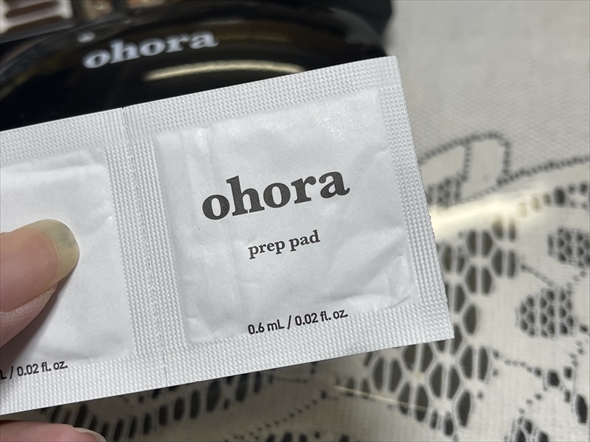 ohora
ohora
prep pad
0.6 mL / 0.02 fl. oz.
L / 0.02 fl. oz.